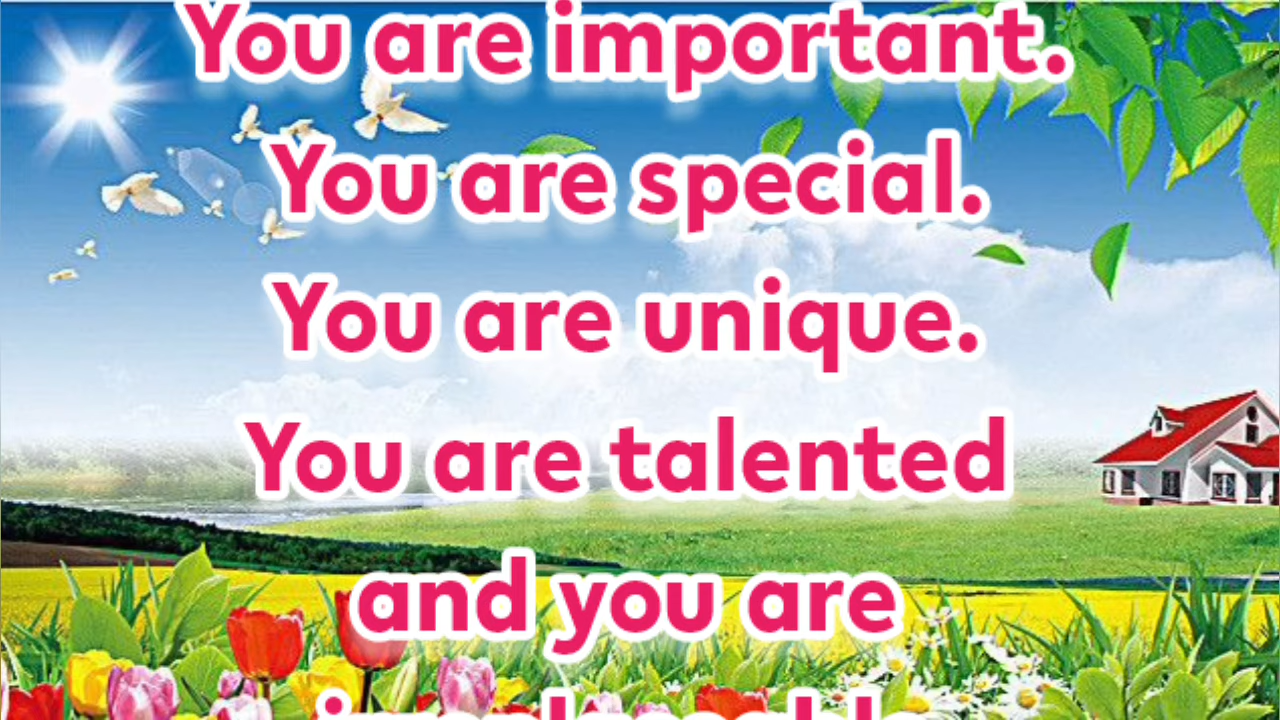 You are important.
You are special.
You are unique.
You are talented
and you are